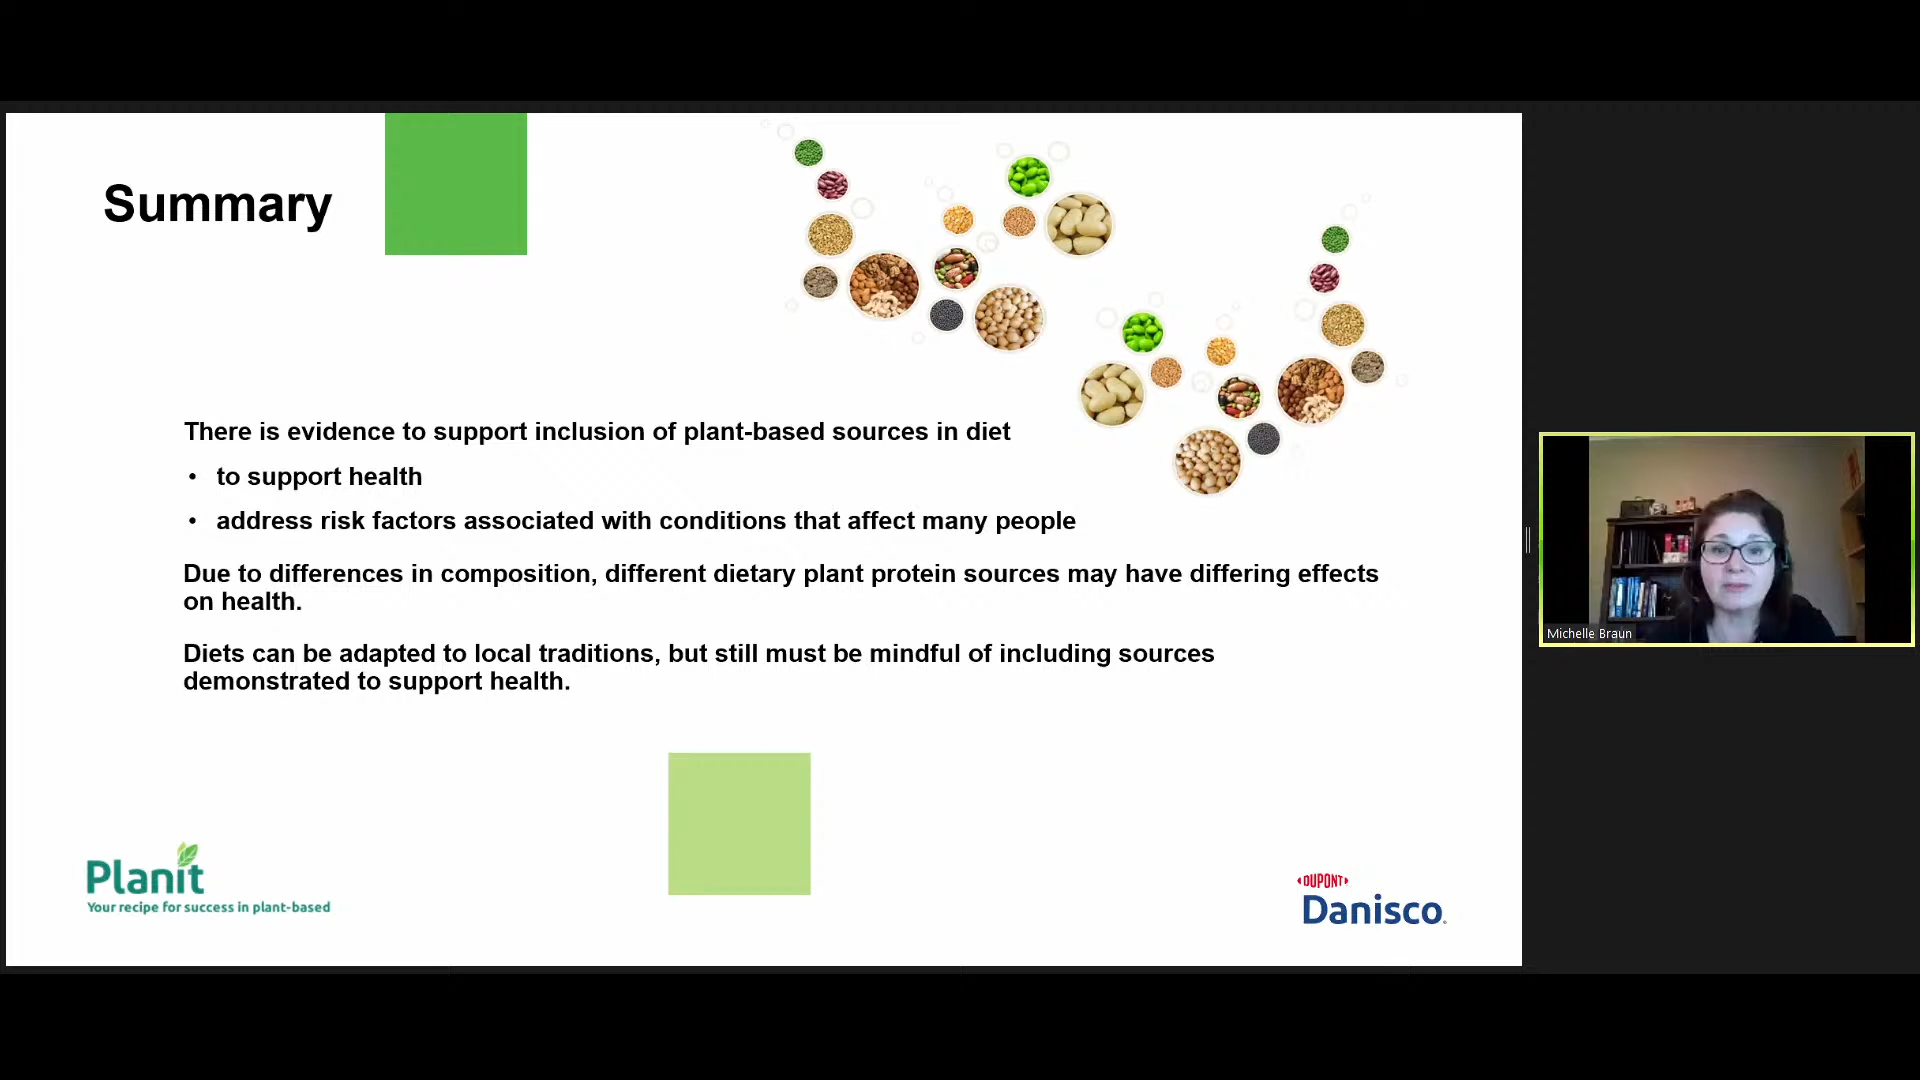 Summary
There is evidence to support inclusion of plant-based sources in diet
• to support health
• address risk factors associated with conditions that affect many people
Due to differences in composition, different dietary plant protein sources may have differing effects
on health.
Diets can be adapted to local traditions, but still must be mindful of including sources
demonstrated to support health.
Planit
Your recipe for success in plant-based
DUPONT
Danisco.
Michelle Braun